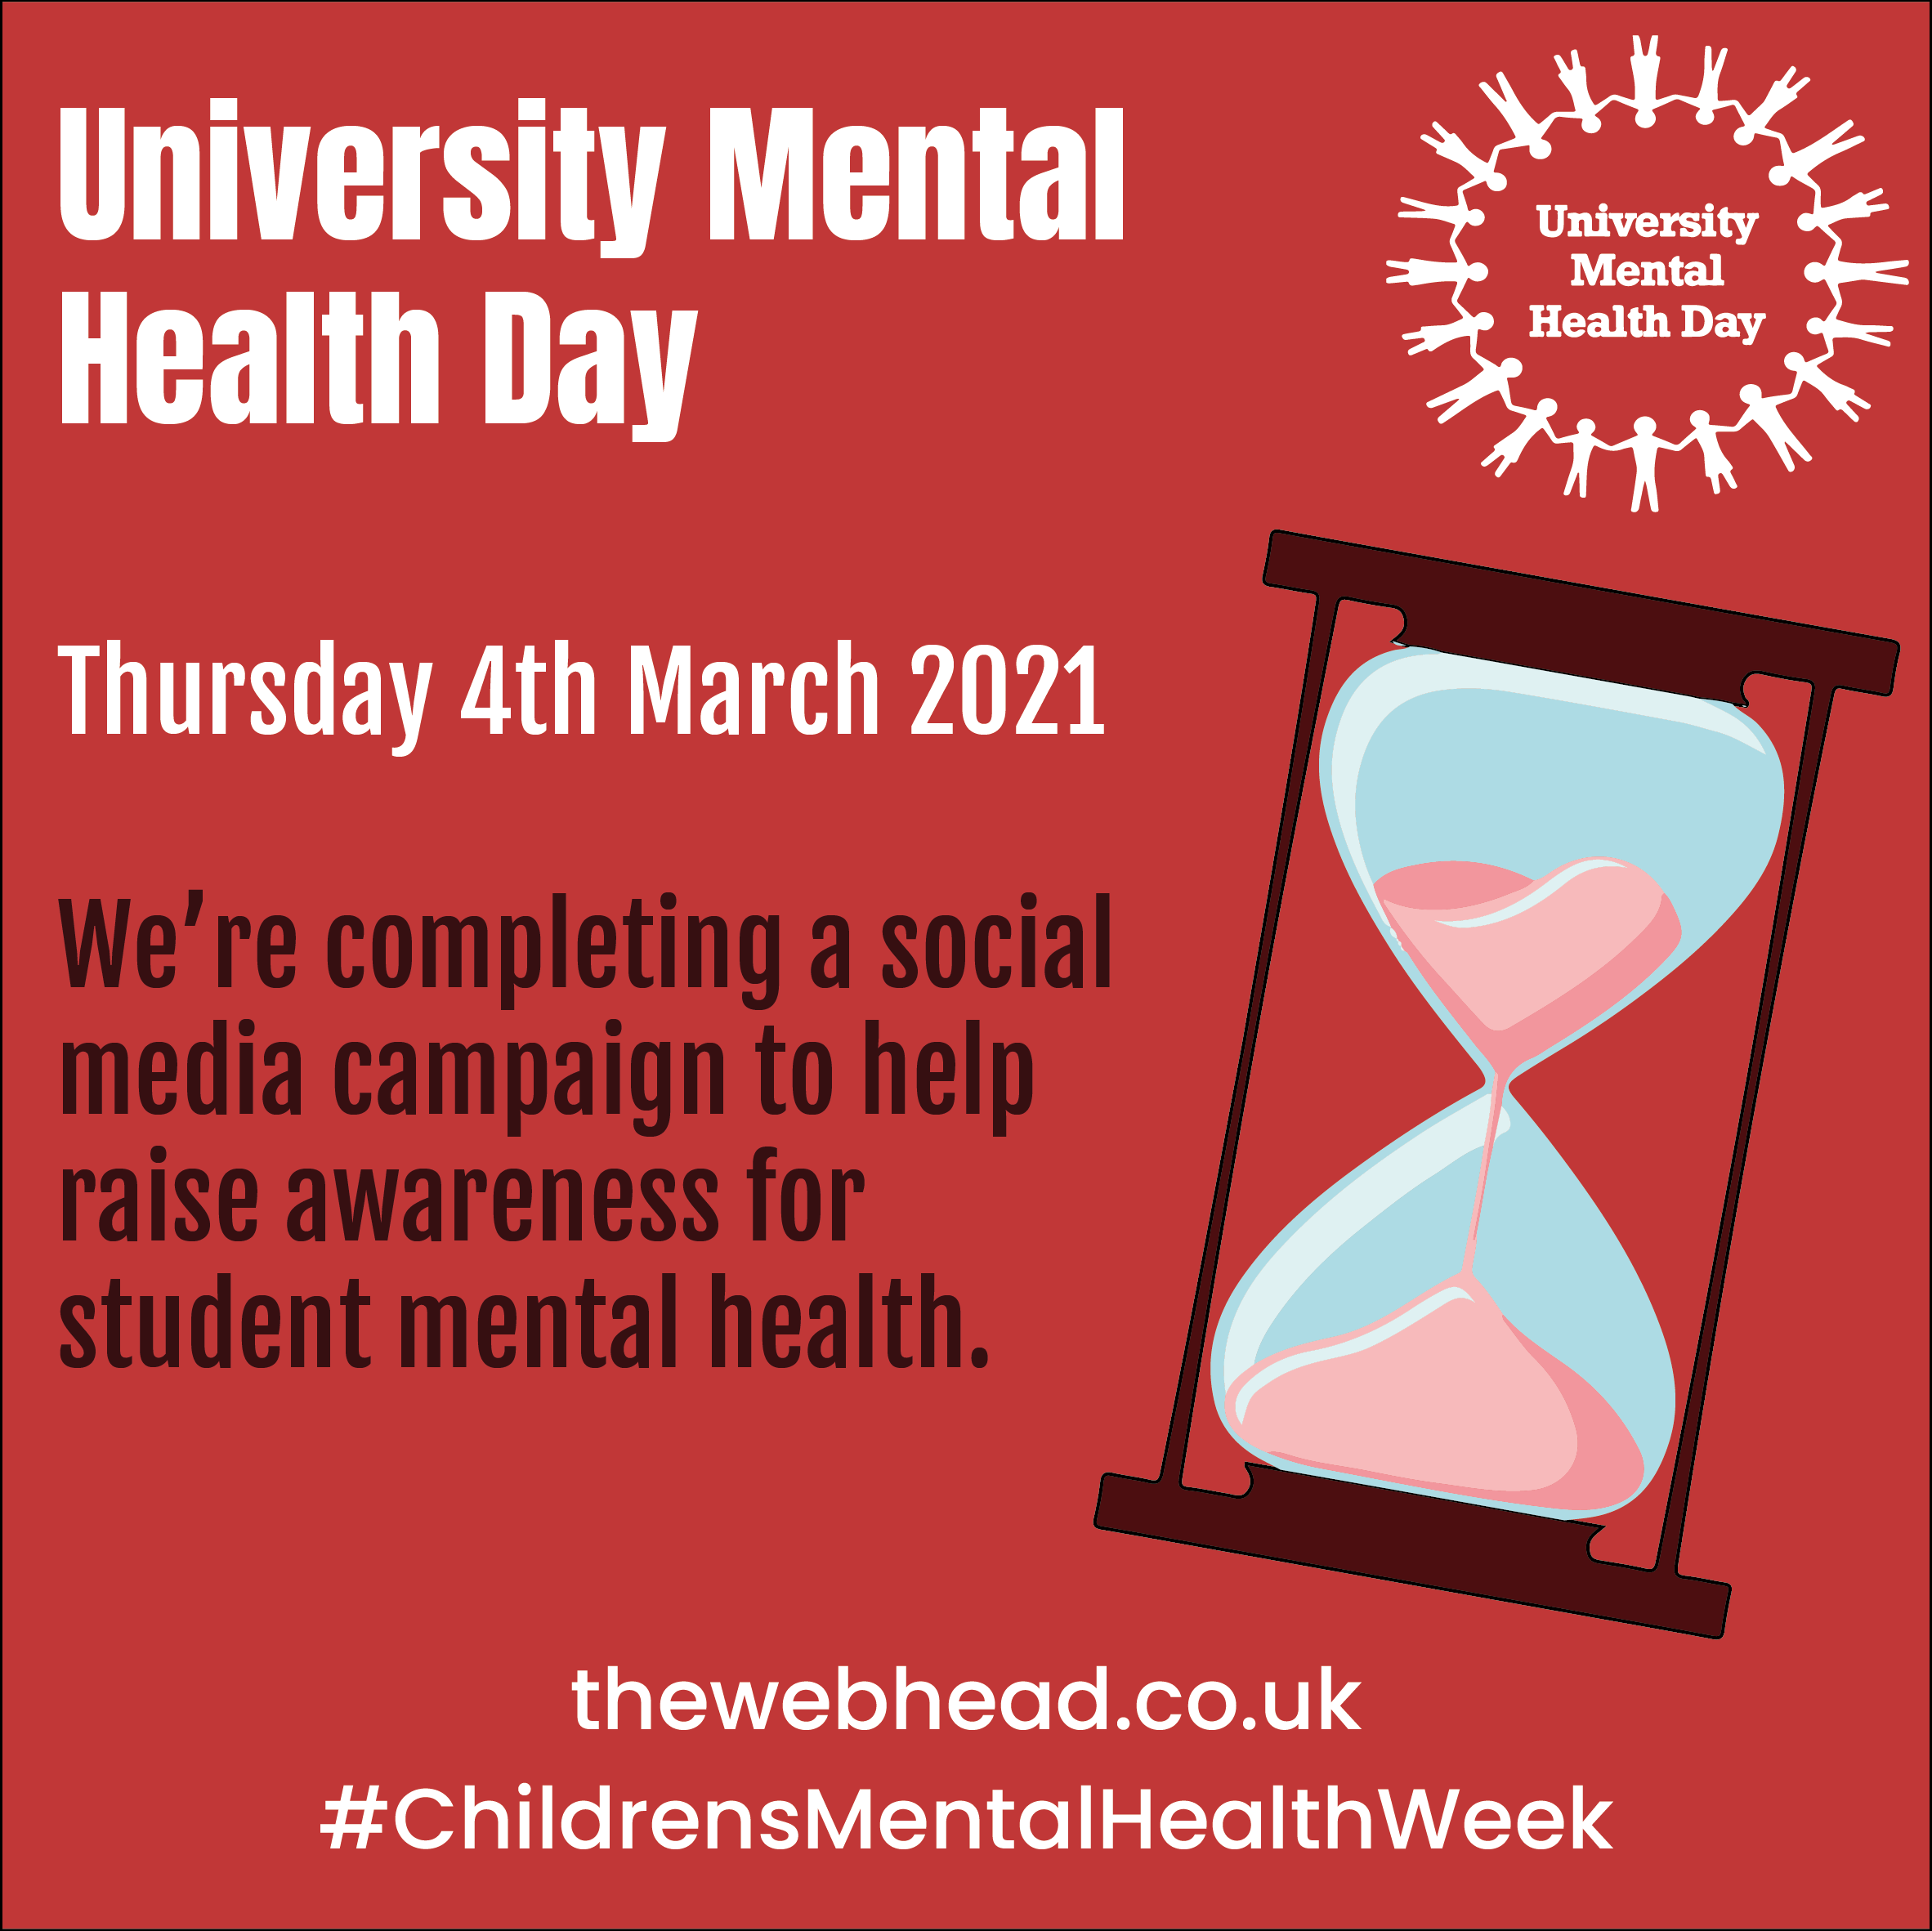 University Mental
Health Day
University
Mental
Health Day
Thursday 4th March 2021
We’re completing a social
media campaign to help
raise awareness for
student mental health.
thewebhead.co.uk
#ChildrensMentalHealthWeek